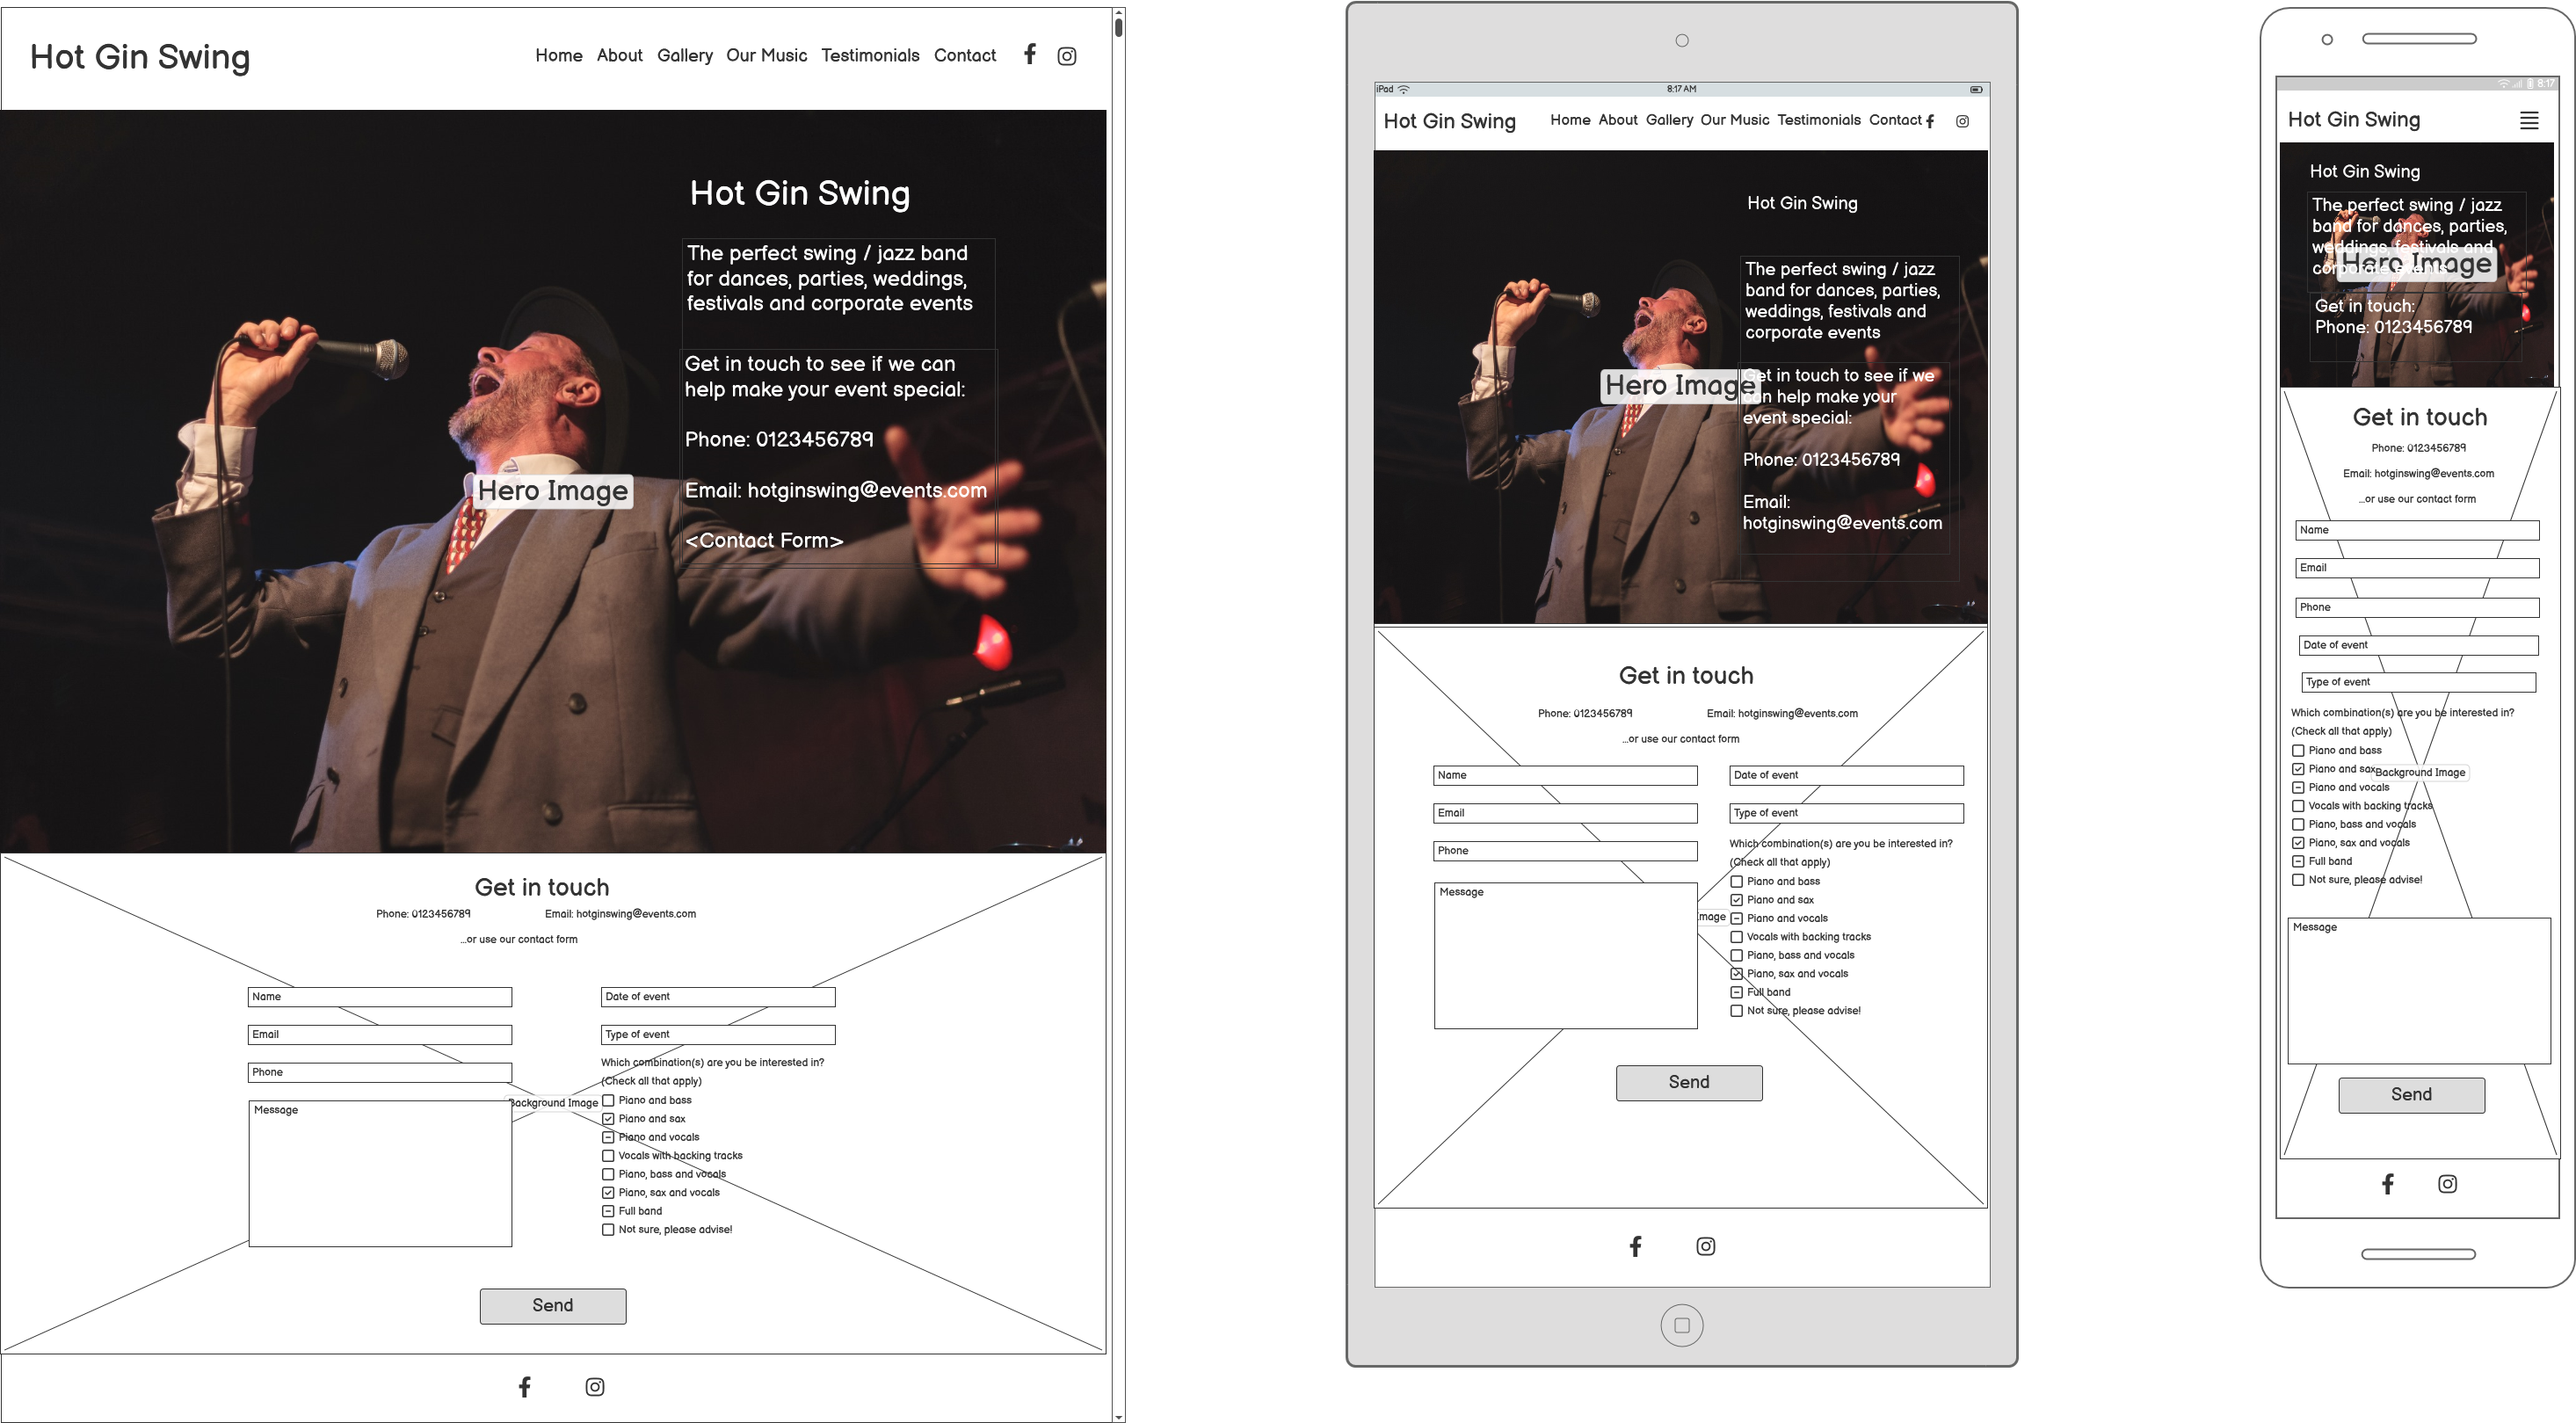 Hot Gin Swing
Home About Gallery Our Music Testimonials Contact
Hot Gin Swing
The perfect swing / jazz band
for dances, parties, weddings,
festivals and corporate events
Get in touch to see if we can
help make your event special:
Phone: 0123456789
Hero Image
Email: hotginswing@events.com
<Contact Form>
Get in touch
Phone: 0123456789 Email: hotginswing@events.com
...or use our contact form
Name
Email
Phone
Message
Date of event
Type of event
Which combination(s) are you be interested in?
(Check all that apply)
Background Image
Piano and bass
Piano and sax
Piano and vocals
Vocals with backing tracks
Piano, bass and vocals
Piano, sax and vocals
Full band
Not sure, please advise!
Send
iPad 8:17 AM
Hot Gin Swing
Home About Gallery Our Music Testimonials Contact
Hot Gin Swing
The perfect swing / jazz
band for dances, parties,
weddings, festivals and
corporate events
Hero Image
Get in touch to see if we
can help make your
event special:
Phone: 0123456789
Email:
hotginswing@events.com
Get in touch
Phone: 0123456789 Email: hotginswing@events.com
...or use our contact form
Name
Email
Phone
Message
Date of event
Type of event
Which combination(s) are you be interested in?
(Check all that apply)
Piano and bass
Piano and sax
Image
Piano and vocals
Vocals with backing tracks
Piano, bass and vocals
Piano, sax and vocals
Full band
Not sure, please advise!
Send
8:17
Hot Gin Swing
Hot Gin Swing
The perfect swing / jazz
band for dances, parties,
weddings, festivals and
corporate events
Hero Image
Get in touch:
Phone: 0123456789
Get in touch
Phone: 0123456789
Email: hotginswing@events.com
...or use our contact form
Name
Email
Phone
Date of event
Type of event
Which combination(s) are you be interested in?
(Check all that apply)
Piano and bass
Piano and sax
Background Image
Piano and vocals
Vocals with backing tracks
Piano, bass and vocals
Piano, sax and vocals
Full band
Not sure, please advise!
Message
Send